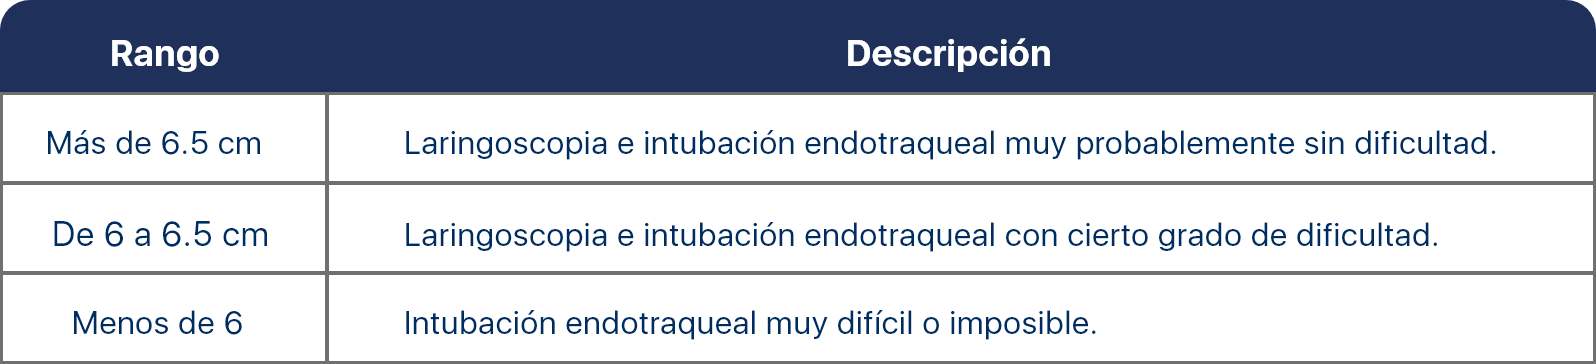 Rango Descripción
Más de 6.5 cm Laringoscopia e intubación endotraqueal muy probablemente sin dificultad.
De 6 a 6.5 cm Laringoscopia e intubación endotraqueal con cierto grado de dificultad.
Menos de 6 Intubación endotraqueal muy difícil o imposible.